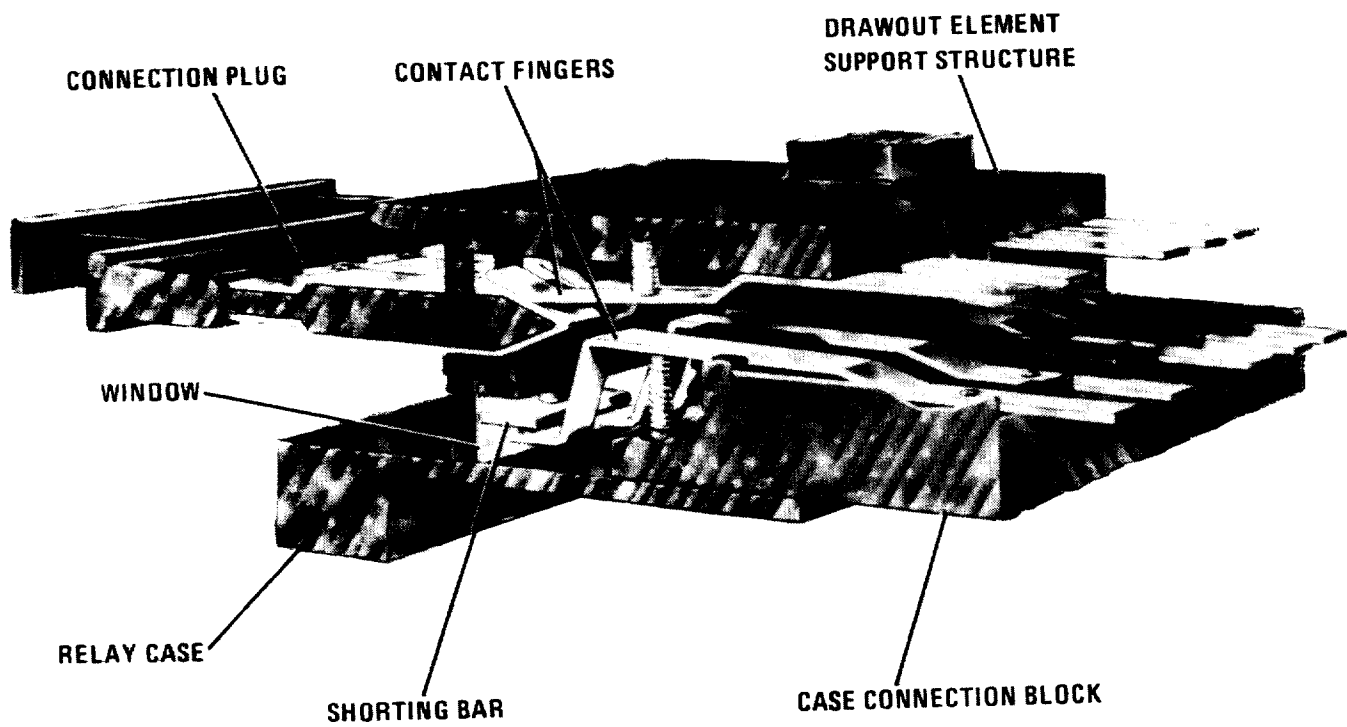 DRAWOUT ELEMENT
SUPPORT STRUCTURE
CONNECTION PLUG
CONTACT FINGERS
WINDOW
RELAY CASE
SHORTING BAR
CASE CONNECTION BLOCK